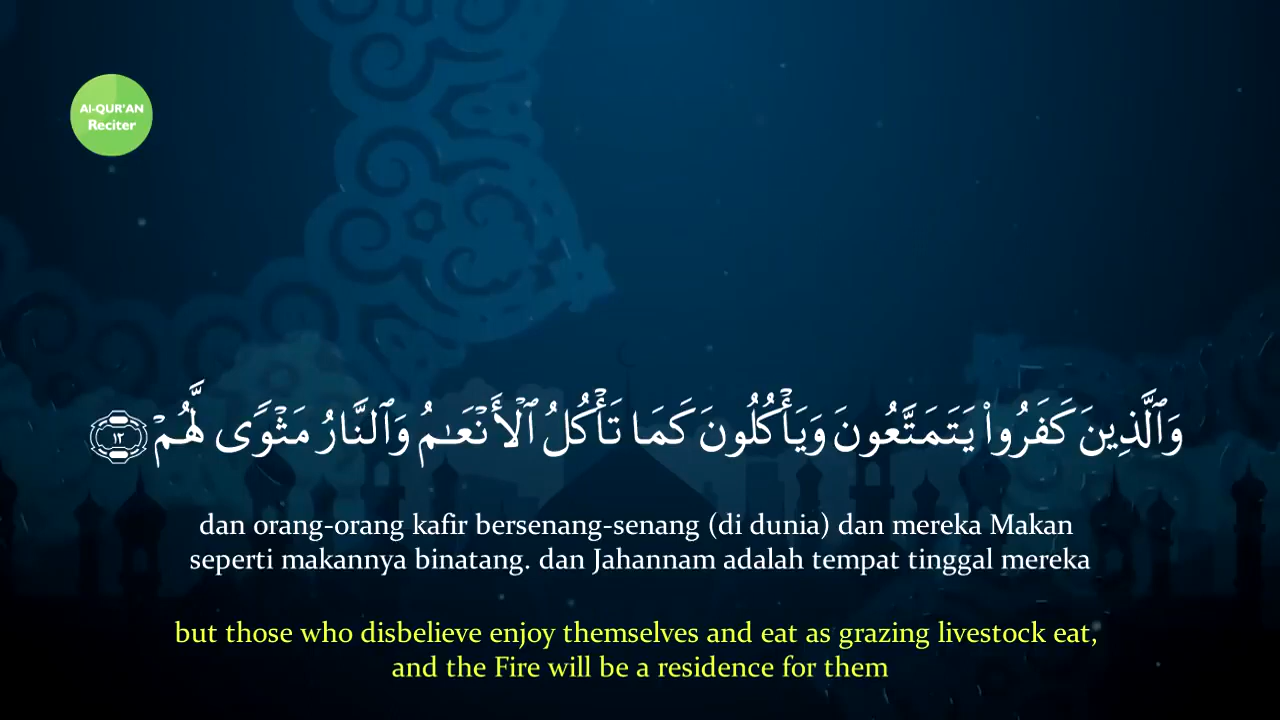 Al-QUR'AN
Reciter
وَٱلَّذِينَ كَفَرُوا۟ يَتَمَتَّعُونَ وَيَأْكُلُونَ كَمَا تَأْكُلُ ٱلْأَنْعَـٰمُ وَٱلنَّارُ مَثْوًۭى لَّهُمْ ١٢
dan orang-orang kafir bersenang-senang (di dunia) dan mereka Makan
seperti makannya binatang. dan Jahannam adalah tempat tinggal mereka
but those who disbelieve enjoy themselves and eat as grazing livestock eat,
and the Fire will be a residence for them